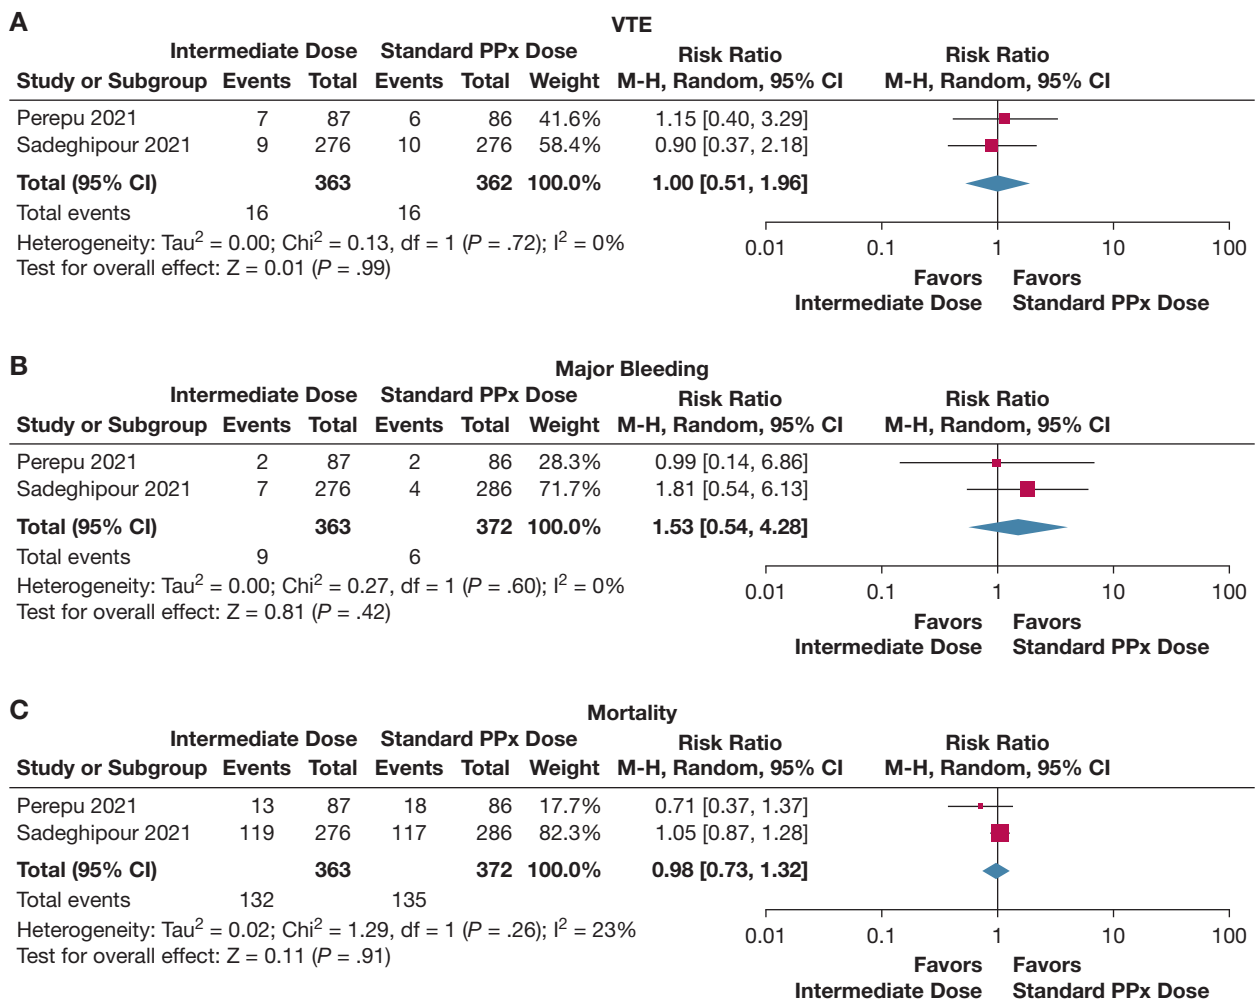 A
VTE
Intermediate Dose Standard PPx Dose Risk Ratio Risk Ratio
Study or Subgroup Events Total Events Total Weight M-H, Random, 95% CI M-H, Random, 95% CI
Perepu 2021 7 87 6 86 41.6% 1.15 [0.40, 3.29]
Sadeghipour 2021 9 276 10 276 58.4% 0.90 [0.37, 2.18]
Total (95% CI) 363 362 100.0% 1.00 [0.51, 1.96]
Total events 16 16
Heterogeneity: Tau² = 0.00; Chi² = 0.13, df = 1 (P = .72); I² = 0%
Test for overall effect: Z = 0.01 (P = .99)
0.01 0.1 1 10 100
Favors Favors
Intermediate Dose Standard PPx Dose
B
Major Bleeding
Intermediate Dose Standard PPx Dose Risk Ratio Risk Ratio
Study or Subgroup Events Total Events Total Weight M-H, Random, 95% CI M-H, Random, 95% CI
Perepu 2021 2 87 2 86 28.3% 0.99 [0.14, 6.86]
Sadeghipour 2021 7 276 4 286 71.7% 1.81 [0.54, 6.13]
Total (95% CI) 363 372 100.0% 1.53 [0.54, 4.28]
Total events 9 6
Heterogeneity: Tau² = 0.00; Chi² = 0.27, df = 1 (P = .60); I² = 0%
Test for overall effect: Z = 0.81 (P = .42)
0.01 0.1 1 10 100
Favors Favors
Intermediate Dose Standard PPx Dose
C
Mortality
Intermediate Dose Standard PPx Dose Risk Ratio Risk Ratio
Study or Subgroup Events Total Events Total Weight M-H, Random, 95% CI M-H, Random, 95% CI
Perepu 2021 13 87 18 86 17.7% 0.71 [0.37, 1.37]
Sadeghipour 2021 119 276 117 286 82.3% 1.05 [0.87, 1.28]
Total (95% CI) 363 372 100.0% 0.98 [0.73, 1.32]
Total events 132 135
Heterogeneity: Tau² = 0.02; Chi² = 1.29, df = 1 (P = .26); I² = 23%
Test for overall effect: Z = 0.11 (P = .91)
0.01 0.1 1 10 100
Favors Favors
Intermediate Dose Standard PPx Dose